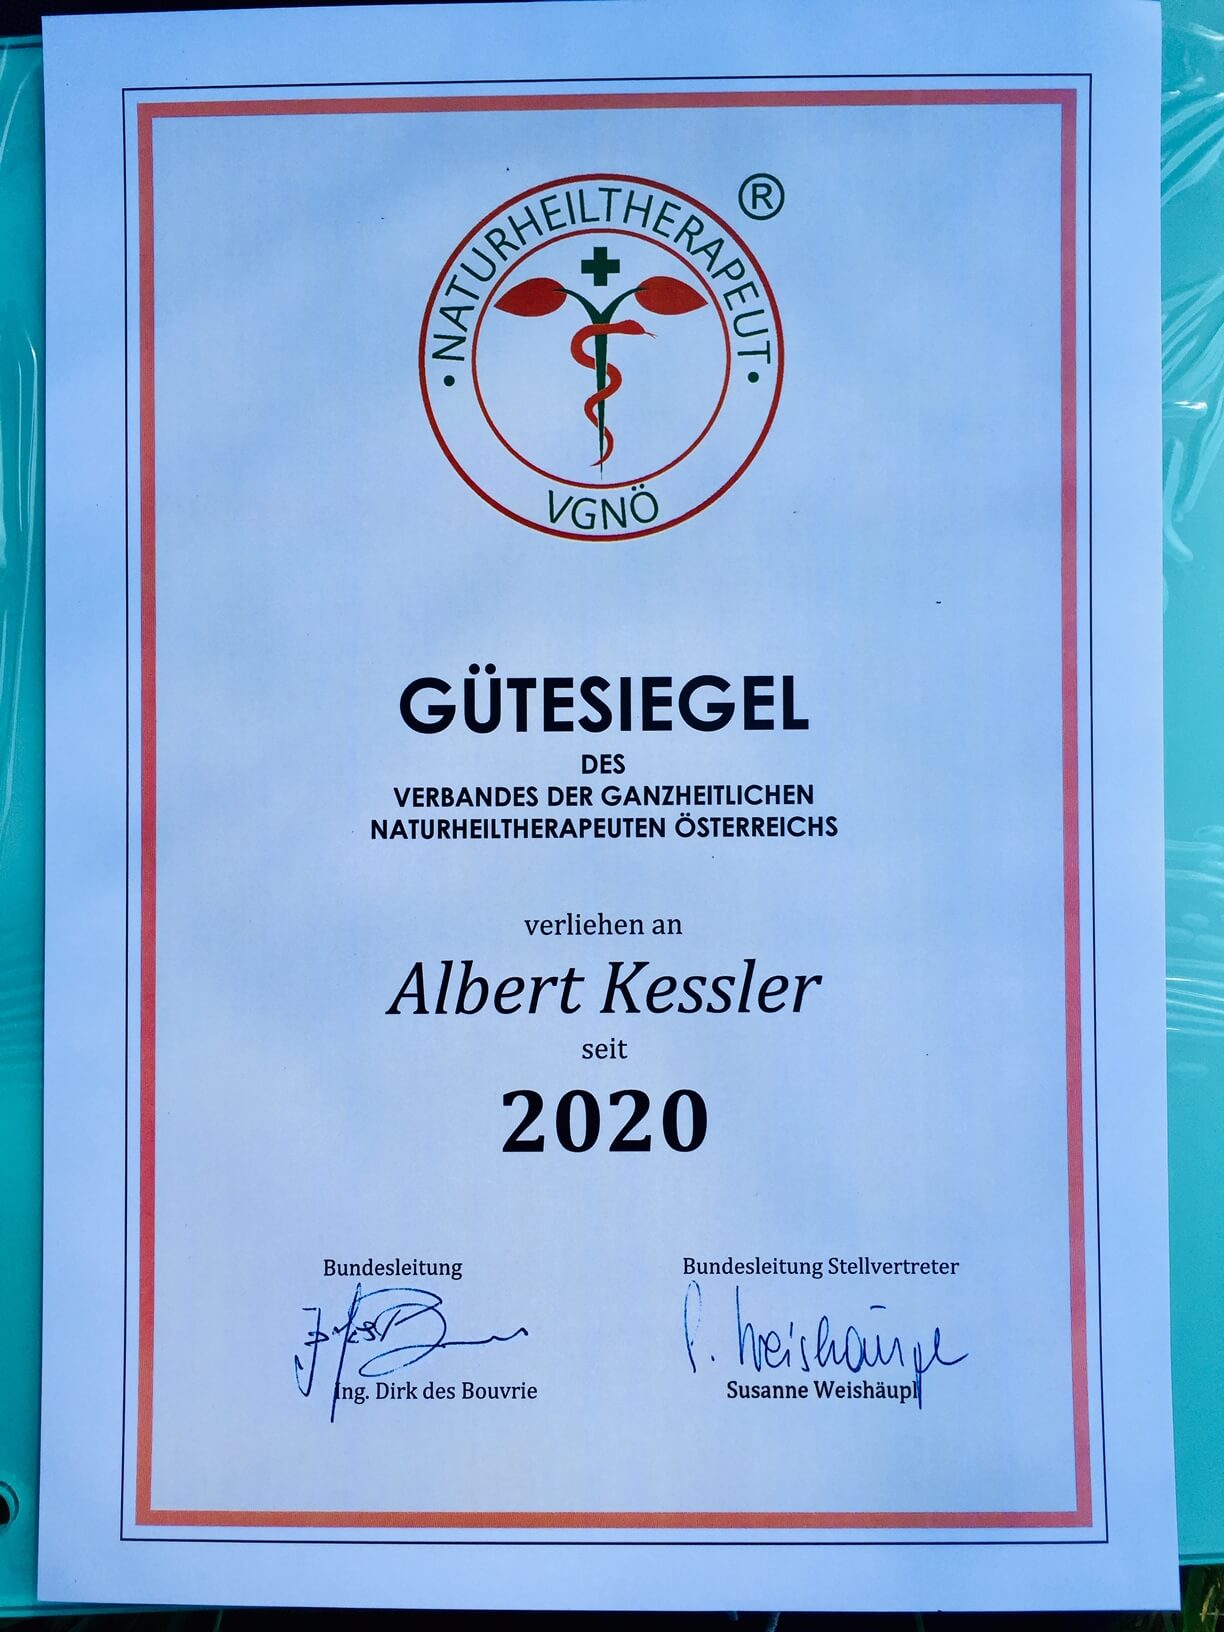 ®
NATURHEILTHERAPEUT
VGNÖ
GÜTESIEGEL
DES
VERBANDES DER GANZHEITLICHEN
NATURHEILTHERAPEUTEN ÖSTERREICHS
verliehen an
Albert Kessler
seit
2020
Bundesleitung
Bundesleitung Stellvertreter
S. Weishäupl
Ing. Dirk des Bouvrie
Susanne Weishäupl